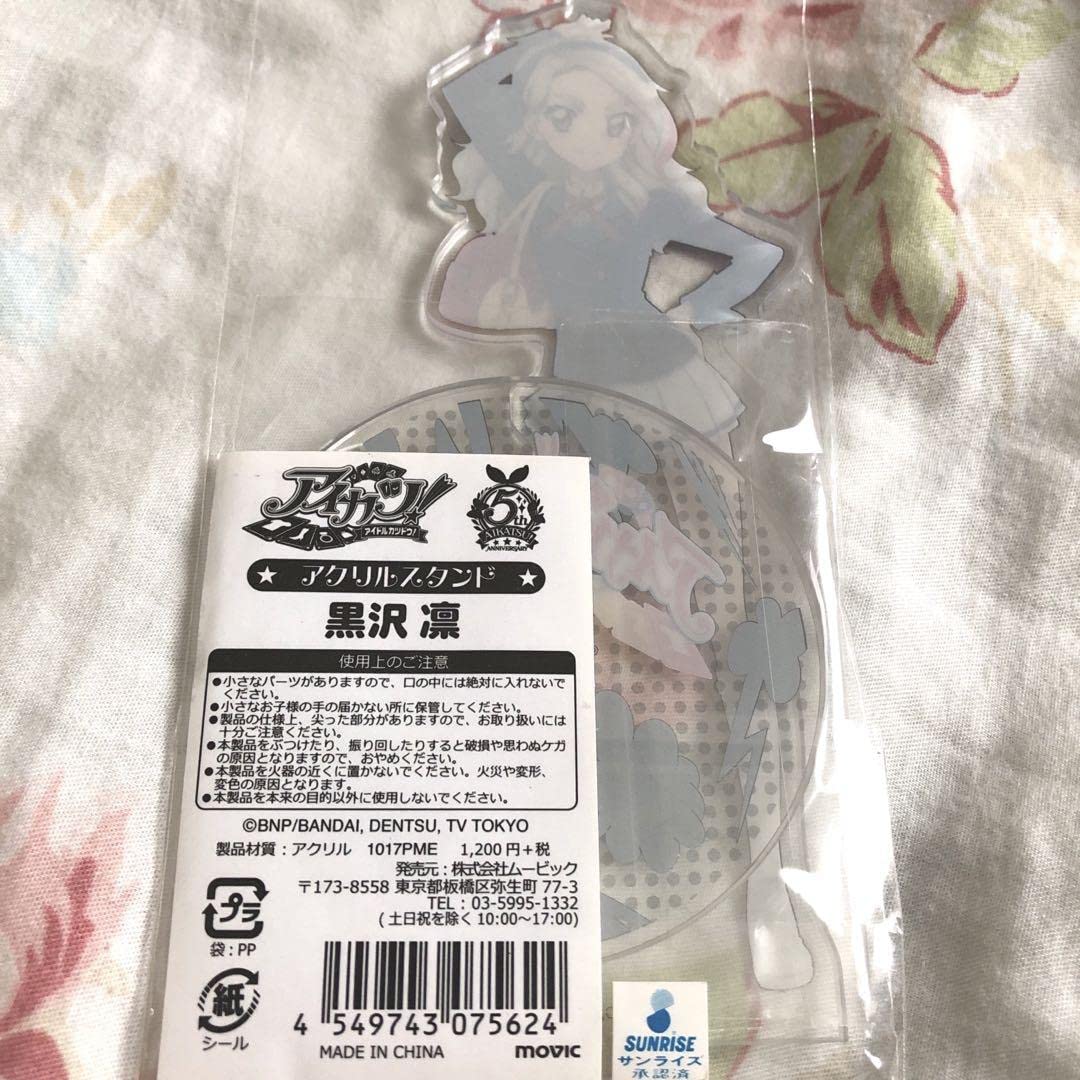 アイカツ!
アイドルカツドウ!
5th
AIKATSU!
ANNIVERSARY
★ アクリルスタンド ★
黒沢 凛
使用上のご注意
●小さなパーツがありますので、口の中には絶対に入れないで
ください。
●小さなお子様の手の届かない所に保管してください。
●製品の仕様上、尖った部分がありますので、お取り扱いには
十分ご注意ください。
●本製品をぶつけたり、振り回したりすると破損や思わぬケガ
の原因となりますので、おやめください。
●本製品を火器の近くに置かないでください。火災や変形、
変色の原因となります。
●本製品を本来の目的以外に使用しないでください。
©BNP/BANDAI, DENTSU, TV TOKYO
製品材質：アクリル 1017PME 1,200円+税
発売元：株式会社ムービック
〒173-8558 東京都板橋区弥生町 77-3
TEL：03-5995-1332
(土日祝を除く 10:00～17:00)
プラ
袋：PP
紙
シール
4 549743 075624
MADE IN CHINA
movic
SUNRISE
サンライズ
承認済